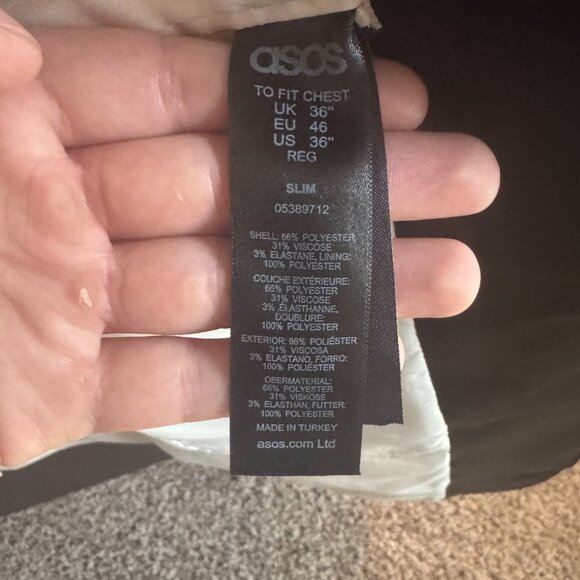 asos
TO FIT CHEST
UK 36"
EU 46
US 36"
REG
SLIM
05389712
SHELL: 66% POLYESTER
31% VISCOSE
3% ELASTANE, LINING:
100% POLYESTER
COUCHE EXTÉRIEURE:
66% POLYESTER
31% VISCOSE
3% ÉLASTHANNE,
DOUBLURE:
100% POLYESTER
EXTERIOR: 66% POLIÉSTER
31% VISCOSA
3% ELASTANO, FORRO:
100% POLIÉSTER
OBERMATERIAL:
66% POLYESTER
31% VISKOSE
3% ELASTHAN, FUTTER:
100% POLYESTER
MADE IN TURKEY
asos.com Ltd